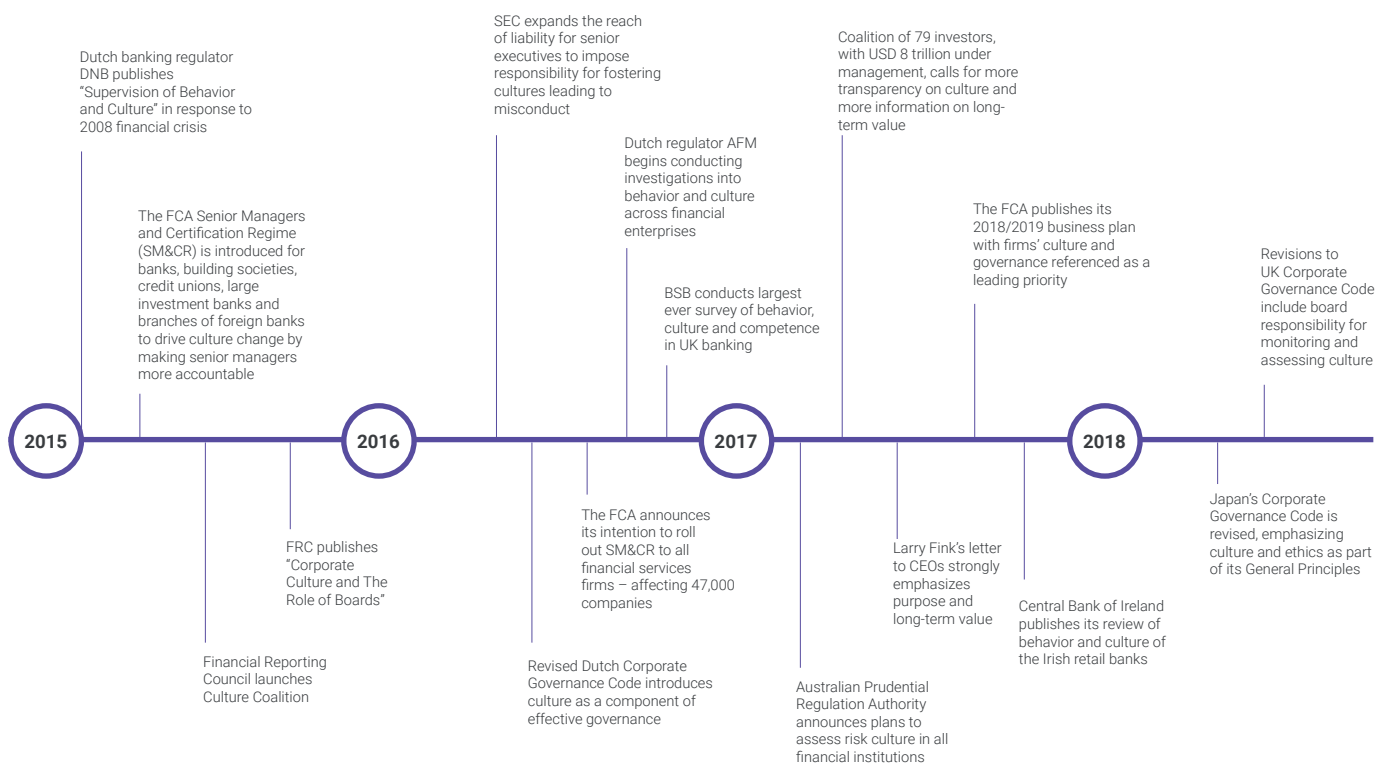 Dutch banking regulator
DNB publishes
“Supervision of Behavior
and Culture” in response to
2008 financial crisis
The FCA Senior Managers
and Certification Regime
(SM&CR) is introduced for
banks, building societies,
credit unions, large
investment banks and
branches of foreign banks
to drive culture change by
making senior managers
more accountable
SEC expands the reach
of liability for senior
executives to impose
responsibility for fostering
cultures leading to
misconduct
Dutch regulator AFM
begins conducting
investigations into
behavior and culture
across financial
enterprises
BSB conducts largest
ever survey of behavior,
culture and competence
in UK banking
Coalition of 79 investors,
with USD 8 trillion under
management, calls for more
transparency on culture and
more information on long-
term value
The FCA publishes its
2018/2019 business plan
with firms’ culture and
governance referenced as a
leading priority
Revisions to
UK Corporate
Governance Code
include board
responsibility for
monitoring and
assessing culture
2015
2016
2017
2018
Financial Reporting
Council launches
Culture Coalition
FRC publishes
“Corporate
Culture and The
Role of Boards”
Revised Dutch Corporate
Governance Code introduces
culture as a component of
effective governance
The FCA announces
its intention to roll
out SM&CR to all
financial services
firms – affecting 47,000
companies
Australian Prudential
Regulation Authority
announces plans to
assess risk culture in all
financial institutions
Larry Fink’s letter
to CEOs strongly
emphasizes
purpose and
long-term value
Central Bank of Ireland
publishes its review of
behavior and culture of
the Irish retail banks
Japan’s Corporate
Governance Code is
revised, emphasizing
culture and ethics as part
of its General Principles